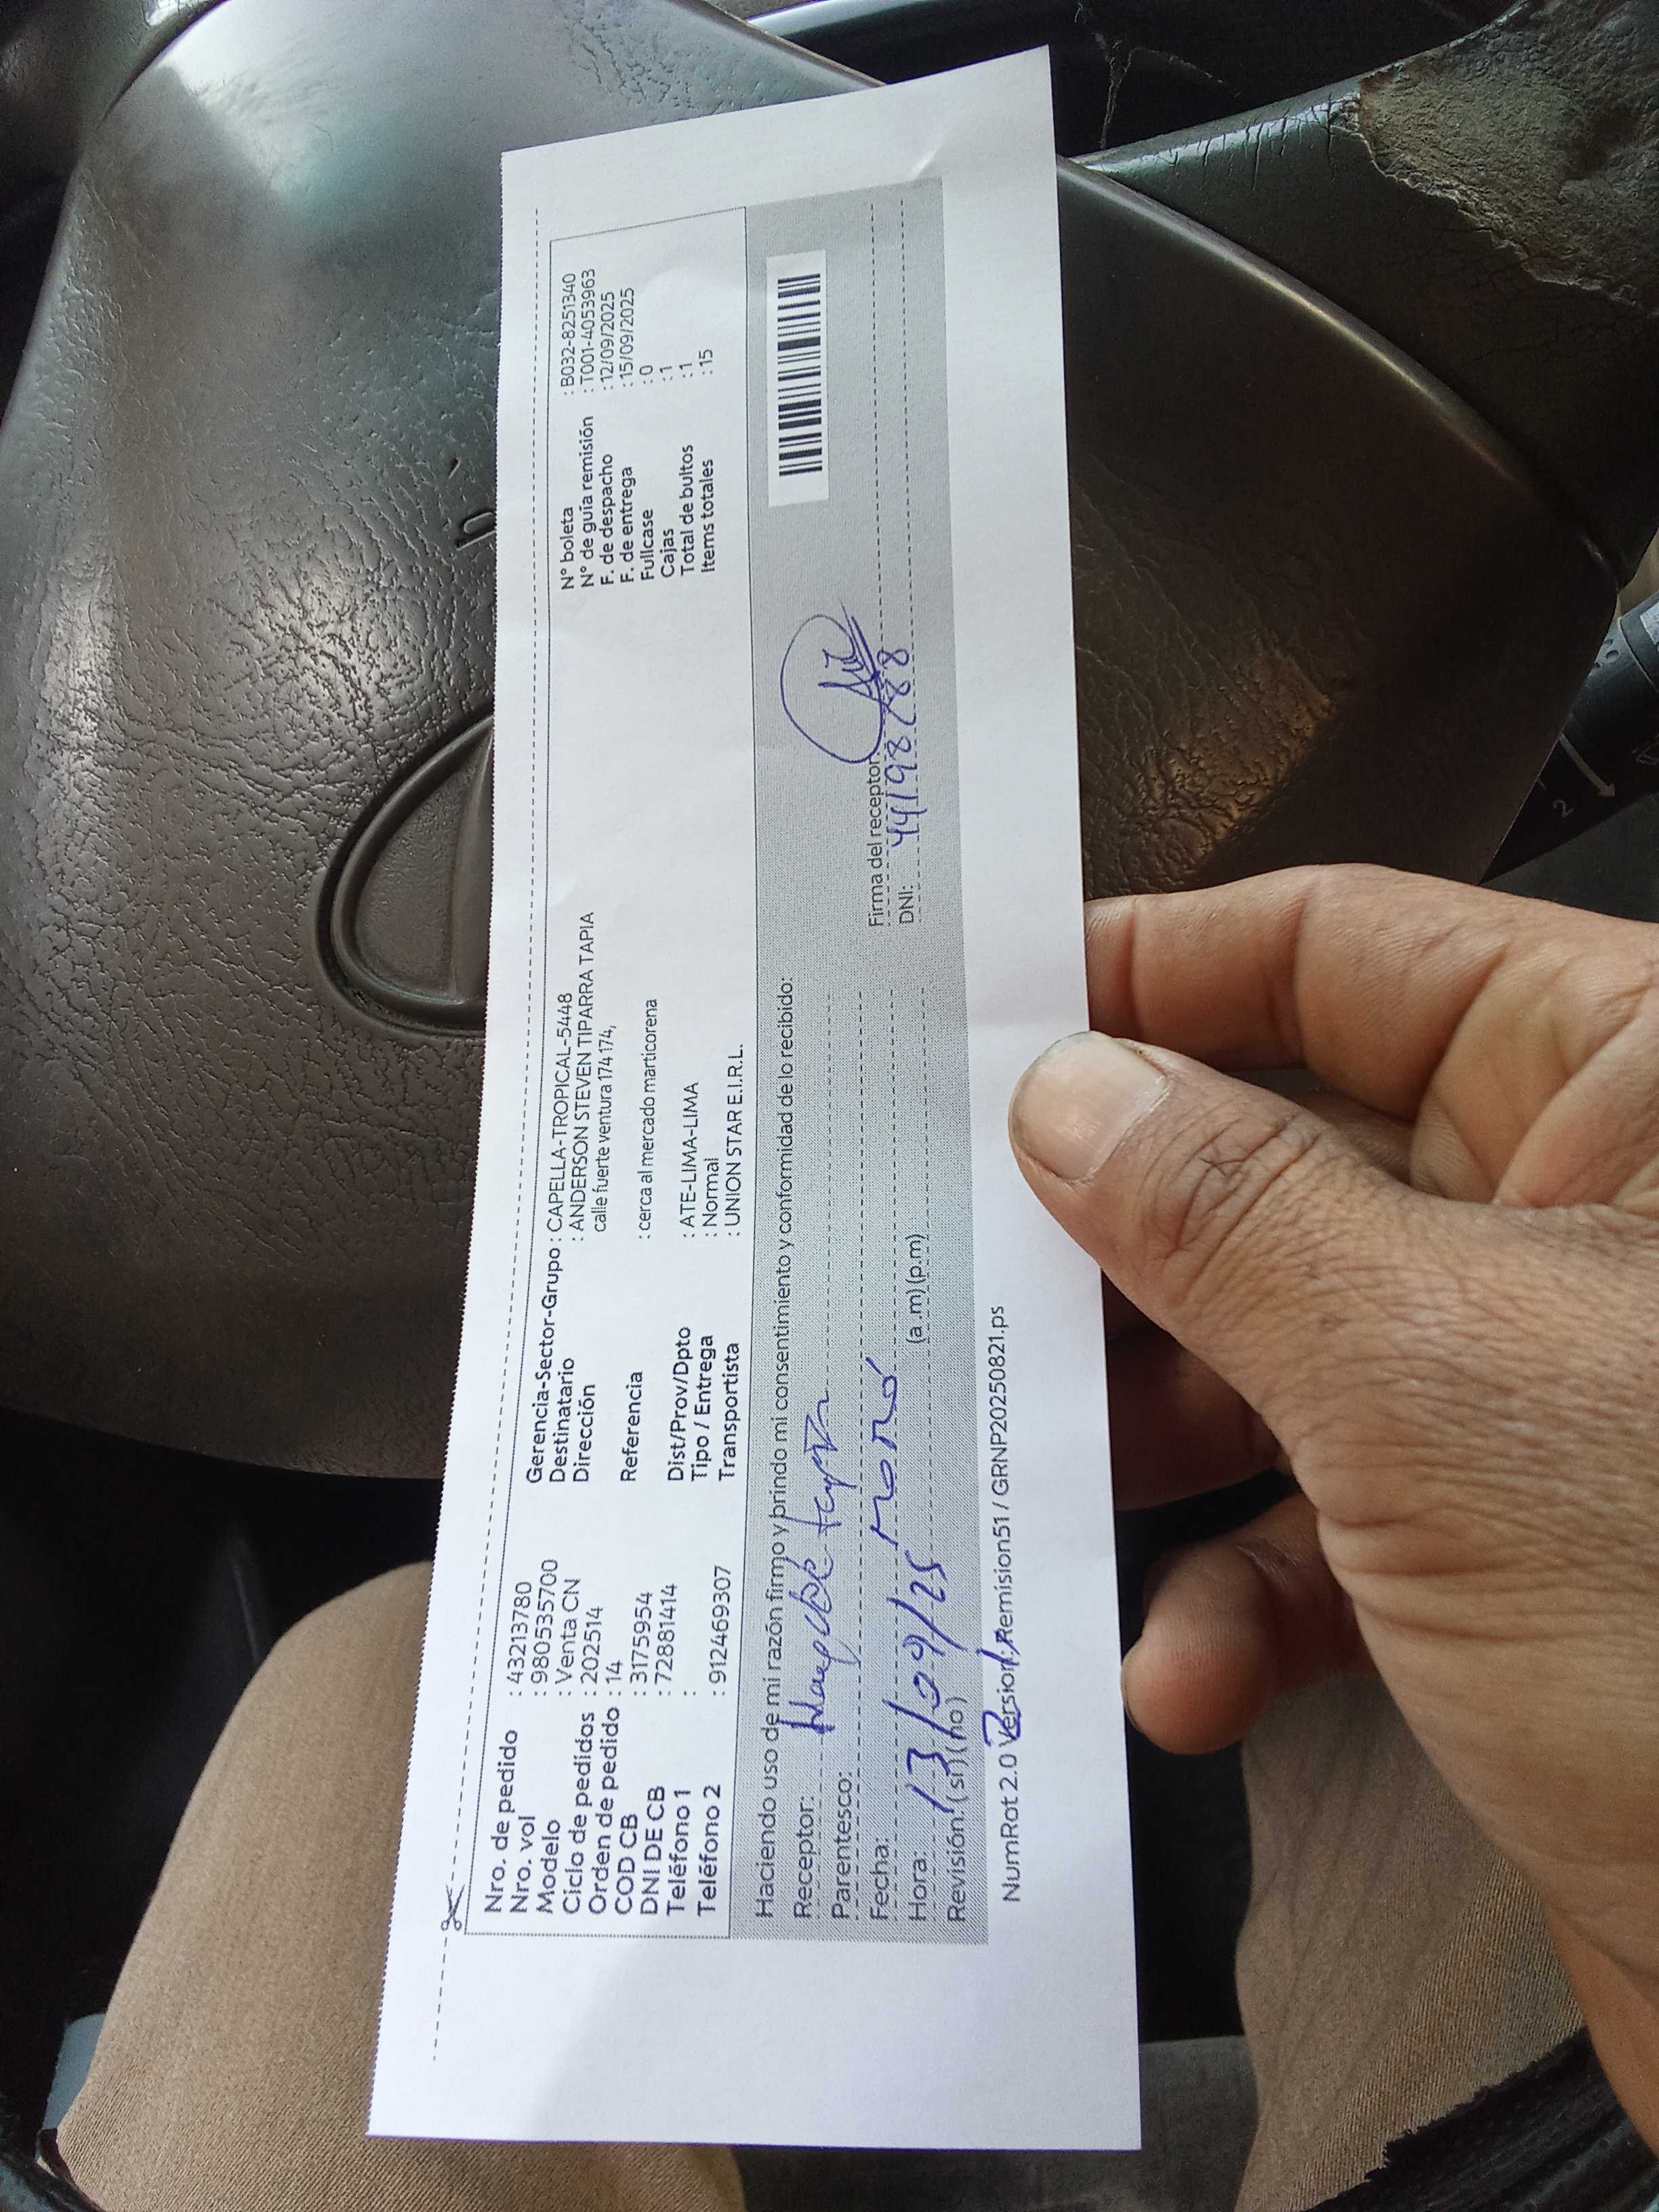 Nro. de pedido : 43213780
Nro. vol : 980535700
Modelo : Venta CN
Ciclo de pedidos : 202514
Orden de pedido : 14
COD CB : 3175954
DNI DE CB : 72881414
Teléfono 1 :
Teléfono 2 : 912469307
Gerencia-Sector-Grupo : CAPELLA-TROPICAL-5448
Destinatario : ANDERSON STEVEN TIPARRA TAPIA
Dirección calle fuerte ventura 174 174,
Referencia : cerca al mercado marticorena
Dist/Prov/Dpto : ATE-LIMA-LIMA
Tipo / Entrega : Normal
Transportista : UNION STAR E.I.R.L.
N° boleta : B032-8251340
N° de guía remisión : T001-4053963
F. de despacho : 12/09/2025
F. de entrega : 15/09/2025
Fullcase : 0
Cajas : 1
Total de bultos : 1
Items totales : 15
Haciendo uso de mi razón firmo y brindo mi consentimiento y conformidad de lo recibido:
Receptor:
Parentesco:
Fecha: 13/09/25
Hora: (a.m) (p.m)
Revisión: (si) (no)
Firma del receptor:
DNI:
NumRot 2.0 Version: Remision51 / GRNP20250821.ps
2